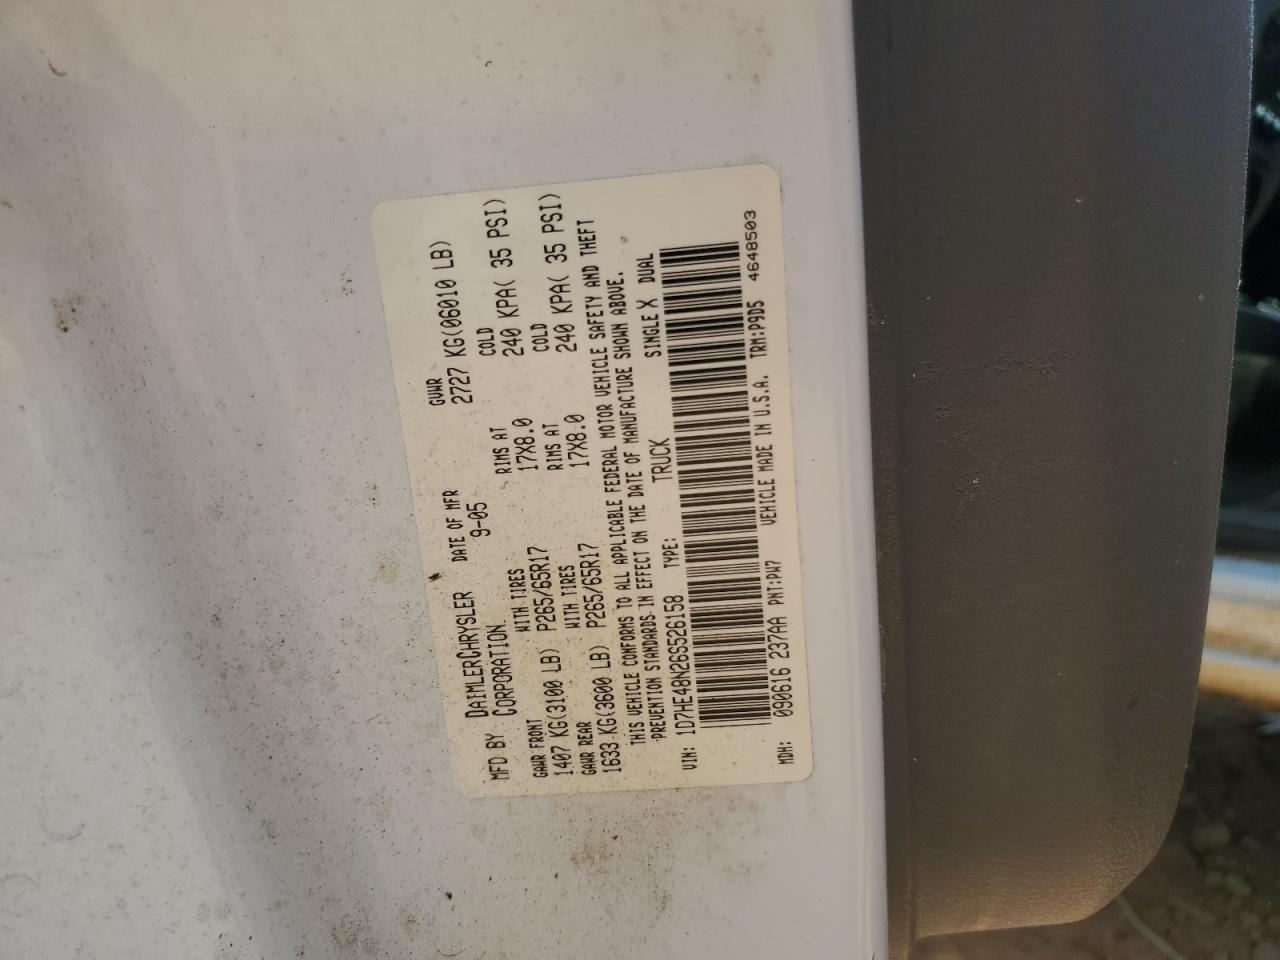 MFD BY DAIMLERCHRYSLER CORPORATION DATE OF MFR 9-05 GVWR 2727 KG(06010 LB)
GAWR FRONT WITH TIRES RIMS AT COLD
1407 KG(3100 LB) P265/65R17 17X8.0 240 KPA( 35 PSI)
GAWR REAR WITH TIRES RIMS AT COLD
1633 KG(3600 LB) P265/65R17 17X8.0 240 KPA( 35 PSI)
THIS VEHICLE CONFORMS TO ALL APPLICABLE FEDERAL MOTOR VEHICLE SAFETY AND THEFT
PREVENTION STANDARDS IN EFFECT ON THE DATE OF MANUFACTURE SHOWN ABOVE.
VIN: 1D7HE48N26S526158 TYPE: TRUCK SINGLE X DUAL
MDH: 090616 237AA PNT:PW7 VEHICLE MADE IN U.S.A. TRM:P9D5 4648503